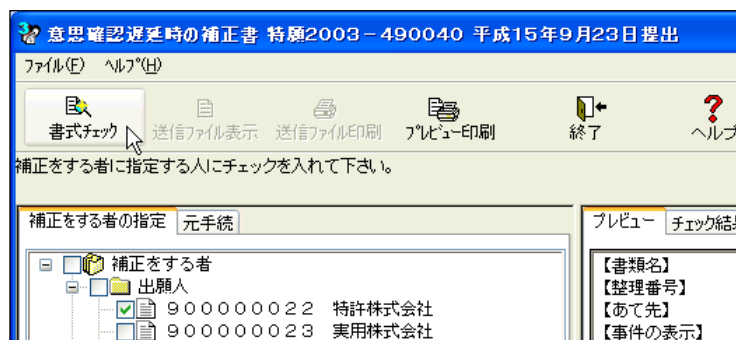 意思確認遅延時の補正書 特願2003－490040 平成15年9月23日提出
ﾌｧｲﾙ(F) ﾍﾙﾌﾟ(H)
書式ﾁｪｯｸ 送信ﾌｧｲﾙ表示 送信ﾌｧｲﾙ印刷 ﾌﾟﾚﾋﾞｭｰ印刷 終了 ヘルプ
補正をする者に指定する人にチェックを入れて下さい。
補正をする者の指定 元手続 プレビュー チェック結果
補正をする者 【書類名】
出願人 【整理番号】
９００００００２２ 特許株式会社 【あて先】
９００００００２３ 実用株式会社 【事件の表示】